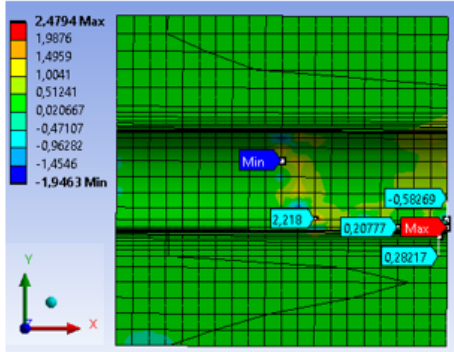 2,4794 Max
1,9876
1,4959
1,0041
0,51241
0,020667
-0,47107
-0,96282
-1,4546
-1,9463 Min
Min
-0,58269
2,218
0,20777
Max
0,28217
Y
Z
X